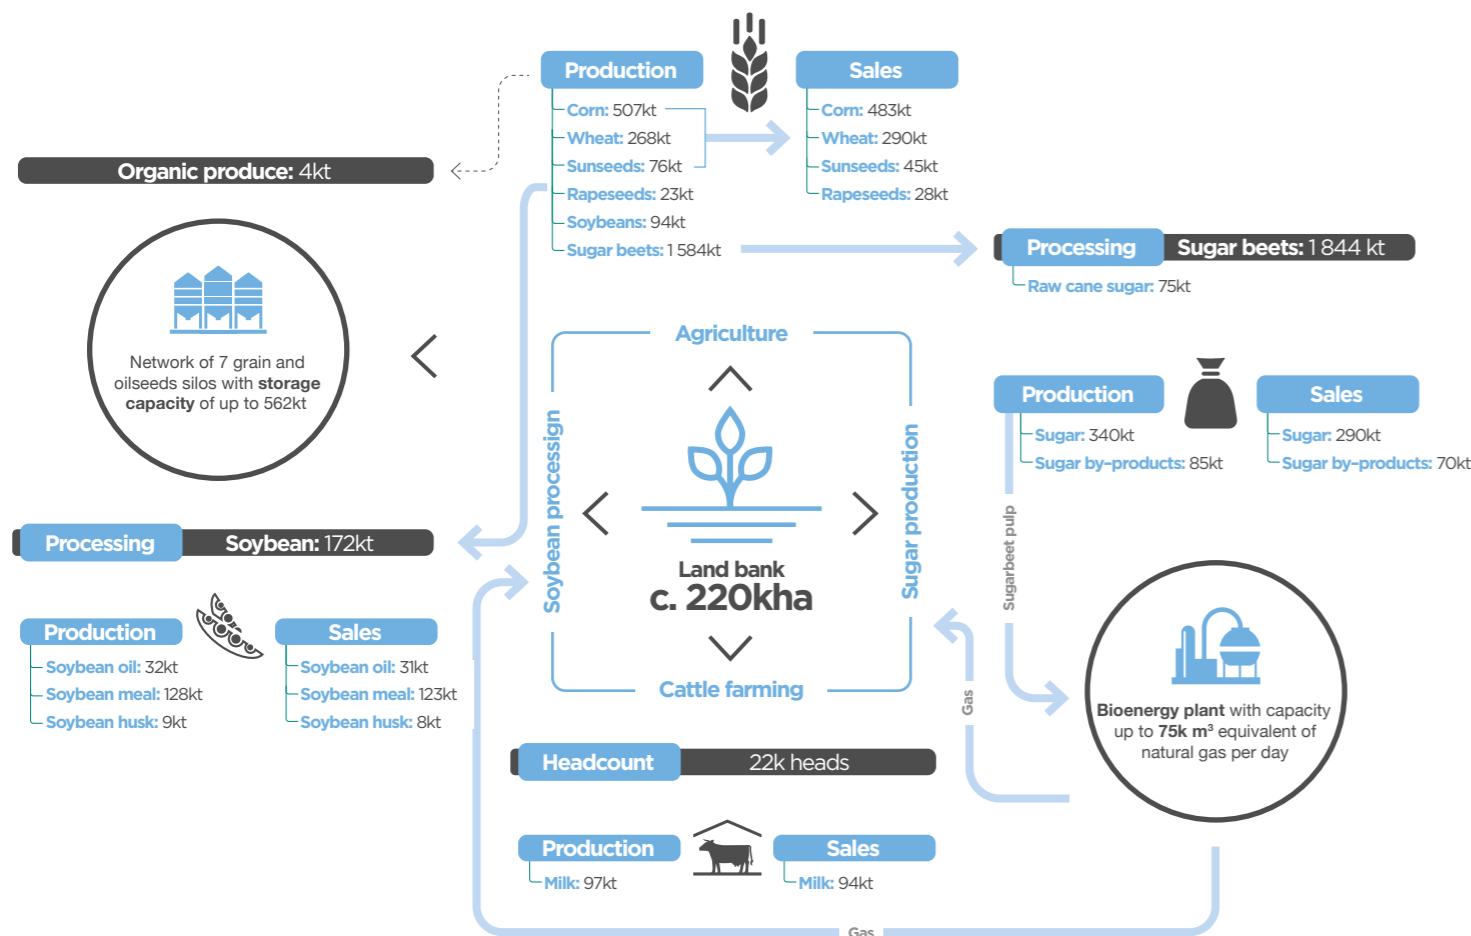 Production
Corn: 507kt
Wheat: 268kt
Sunseeds: 76kt
Rapeseeds: 23kt
Soybeans: 94kt
Sugar beets: 1 584kt
Sales
Corn: 483kt
Wheat: 290kt
Sunseeds: 45kt
Rapeseeds: 28kt
Organic produce: 4kt
Network of 7 grain and
oilseeds silos with storage
capacity of up to 562kt
Processing Sugar beets: 1 844 kt
Raw cane sugar: 75kt
Production
Sugar: 340kt
Sugar by-products: 85kt
Sales
Sugar: 290kt
Sugar by-products: 70kt
Agriculture
Soybean processign
Sugar production
Cattle farming
Land bank
c. 220kha
Processing Soybean: 172kt
Production
Soybean oil: 32kt
Soybean meal: 128kt
Soybean husk: 9kt
Sales
Soybean oil: 31kt
Soybean meal: 123kt
Soybean husk: 8kt
Sugarbeet pulp
Bioenergy plant with capacity
up to 75k m³ equivalent of
natural gas per day
Gas
Headcount 22k heads
Production
Milk: 97kt
Sales
Milk: 94kt
Gas